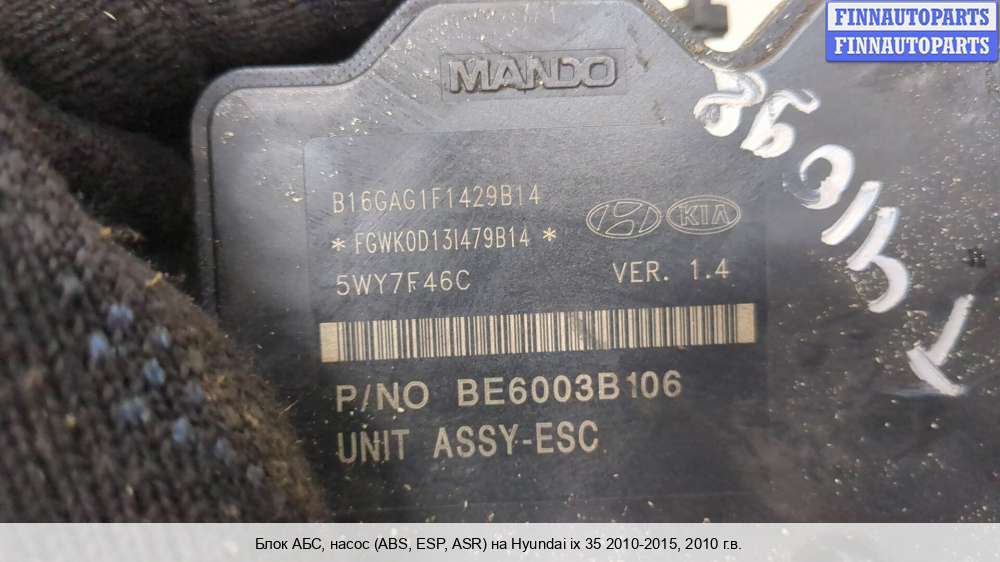 FINNAUTOPARTS
FINNAUTOPARTS
MANDO
B16GAG1F1429B14
*FGWK0D13I479B14*
KIA
5WY7F46C VER. 1.4
P/NO BE6003B106
UNIT ASSY-ESC
Блок АБС, насос (ABS, ESP, ASR) на Hyundai ix 35 2010-2015, 2010 г.в.